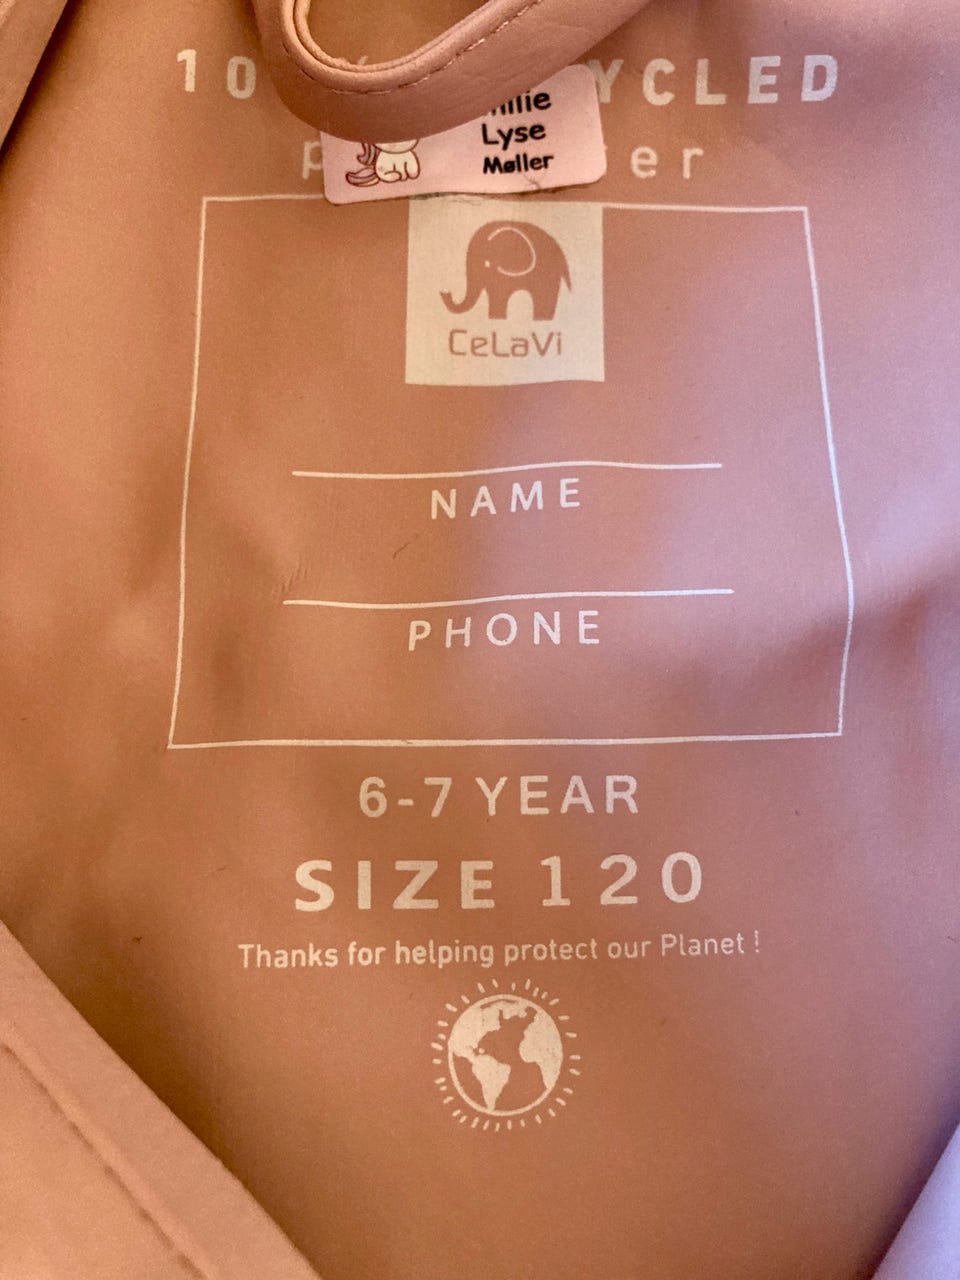 Lyse
Møller
CeLaVi
NAME
PHONE
6-7 YEAR
SIZE 120
Thanks for helping protect our Planet !